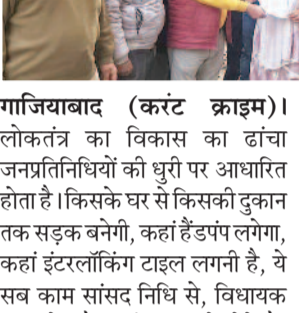 गाजियाबाद (करंट क्राइम)।
लोकतंत्र का विकास का ढांचा
जनप्रतिनिधियों की धुरी पर आधारित
होता है। किसके घर से किसकी दुकान
तक सड़क बनेगी, कहां हैंडपंप लगेगा,
कहां इंटरलॉकिंग टाइल लगनी है, ये
सब काम सांसद निधि से, विधायक